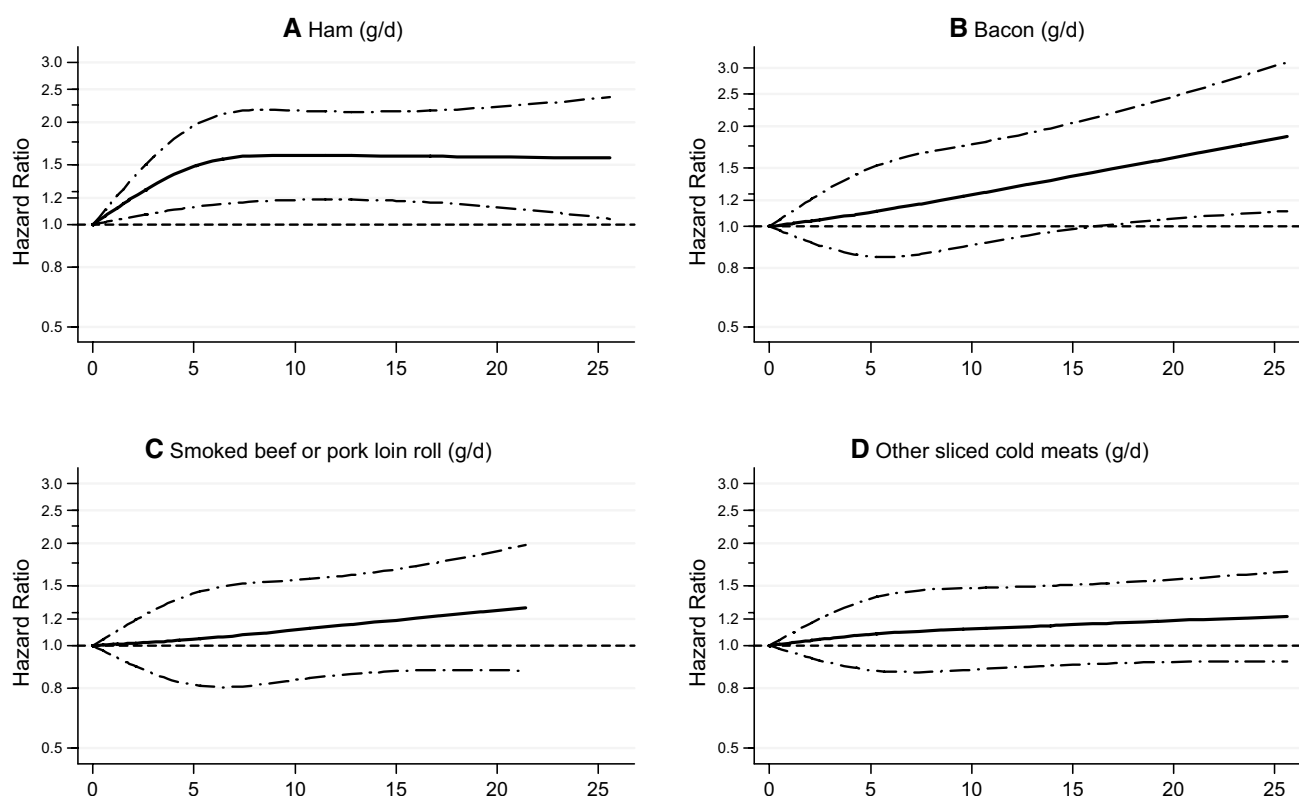 A Ham (g/d)
Hazard Ratio
3.0
2.5
2.0
1.5
1.2
1.0
0.8
0.5
0 5 10 15 20 25
B Bacon (g/d)
Hazard Ratio
3.0
2.5
2.0
1.5
1.2
1.0
0.8
0.5
0 5 10 15 20 25
C Smoked beef or pork loin roll (g/d)
Hazard Ratio
3.0
2.5
2.0
1.5
1.2
1.0
0.8
0.5
0 5 10 15 20 25
D Other sliced cold meats (g/d)
Hazard Ratio
3.0
2.5
2.0
1.5
1.2
1.0
0.8
0.5
0 5 10 15 20 25